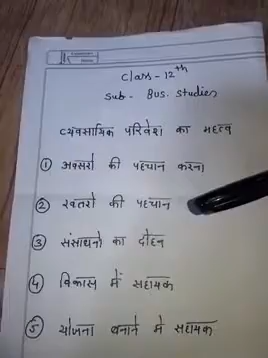 Class - 12th
Sub - Bus. Studies
व्यवसायिक परिवेश का महत्व
① अवसरो की पहचान करना
② खतरो की पहचान
③ संसाधनो का दोहन
④ विकास में सहायक
⑤ योजना बनाने मे सहायक